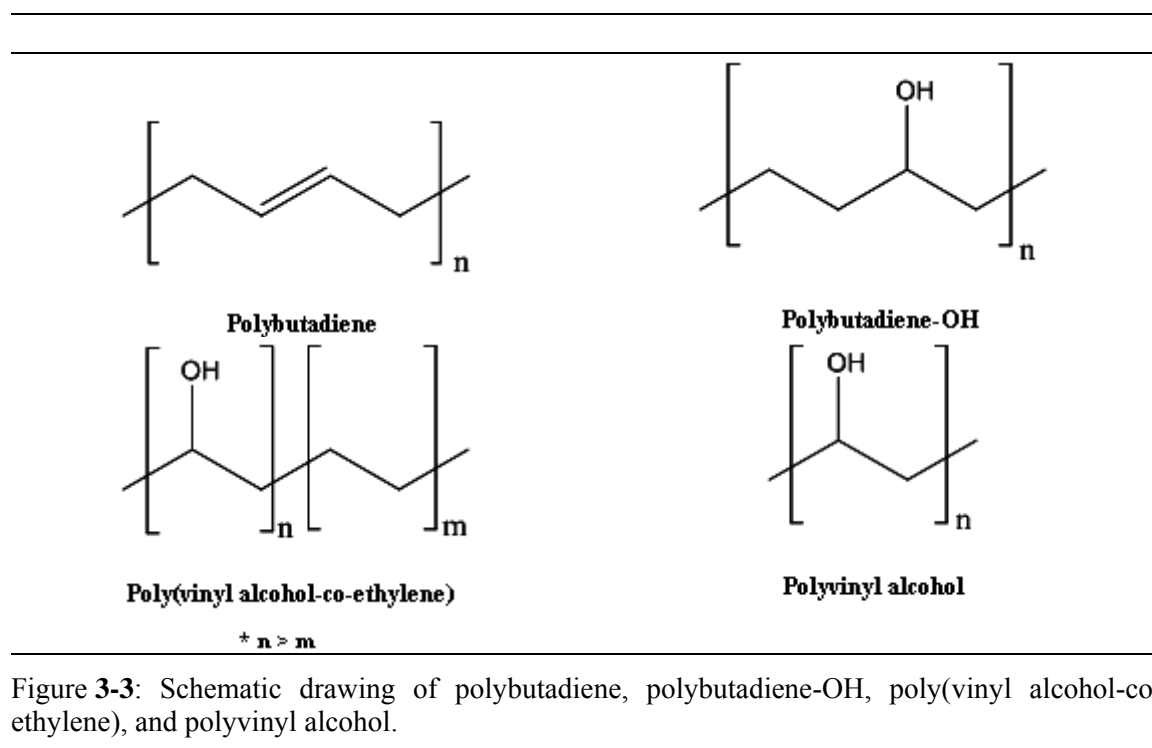 OH
n
n
Polybutadiene
Polybutadiene-OH
OH
n
m
OH
n
Poly(vinyl alcohol-co-ethylene)
* n > m
Polyvinyl alcohol
Figure 3-3: Schematic drawing of polybutadiene, polybutadiene-OH, poly(vinyl alcohol-co
ethylene), and polyvinyl alcohol.